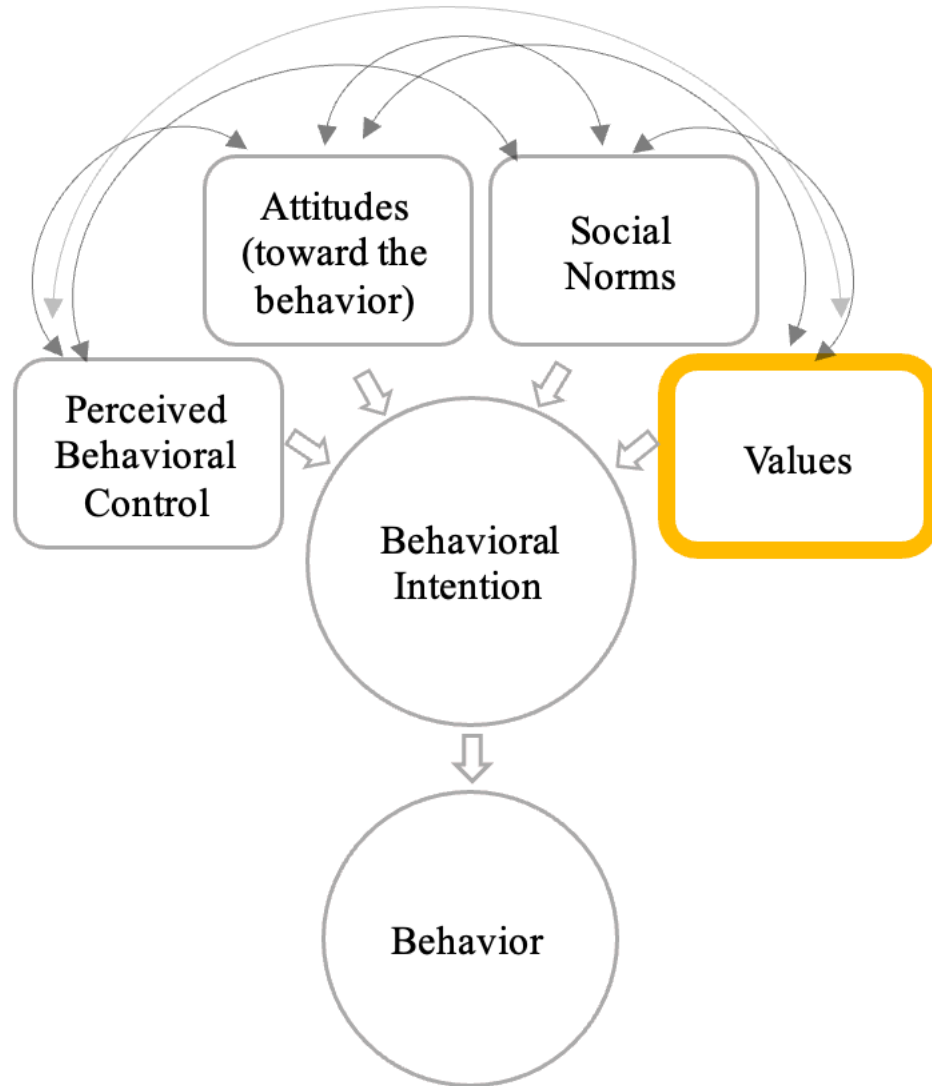 Attitudes
(toward the
behavior)
Social
Norms
Perceived
Behavioral
Control
Values
Behavioral
Intention
Behavior